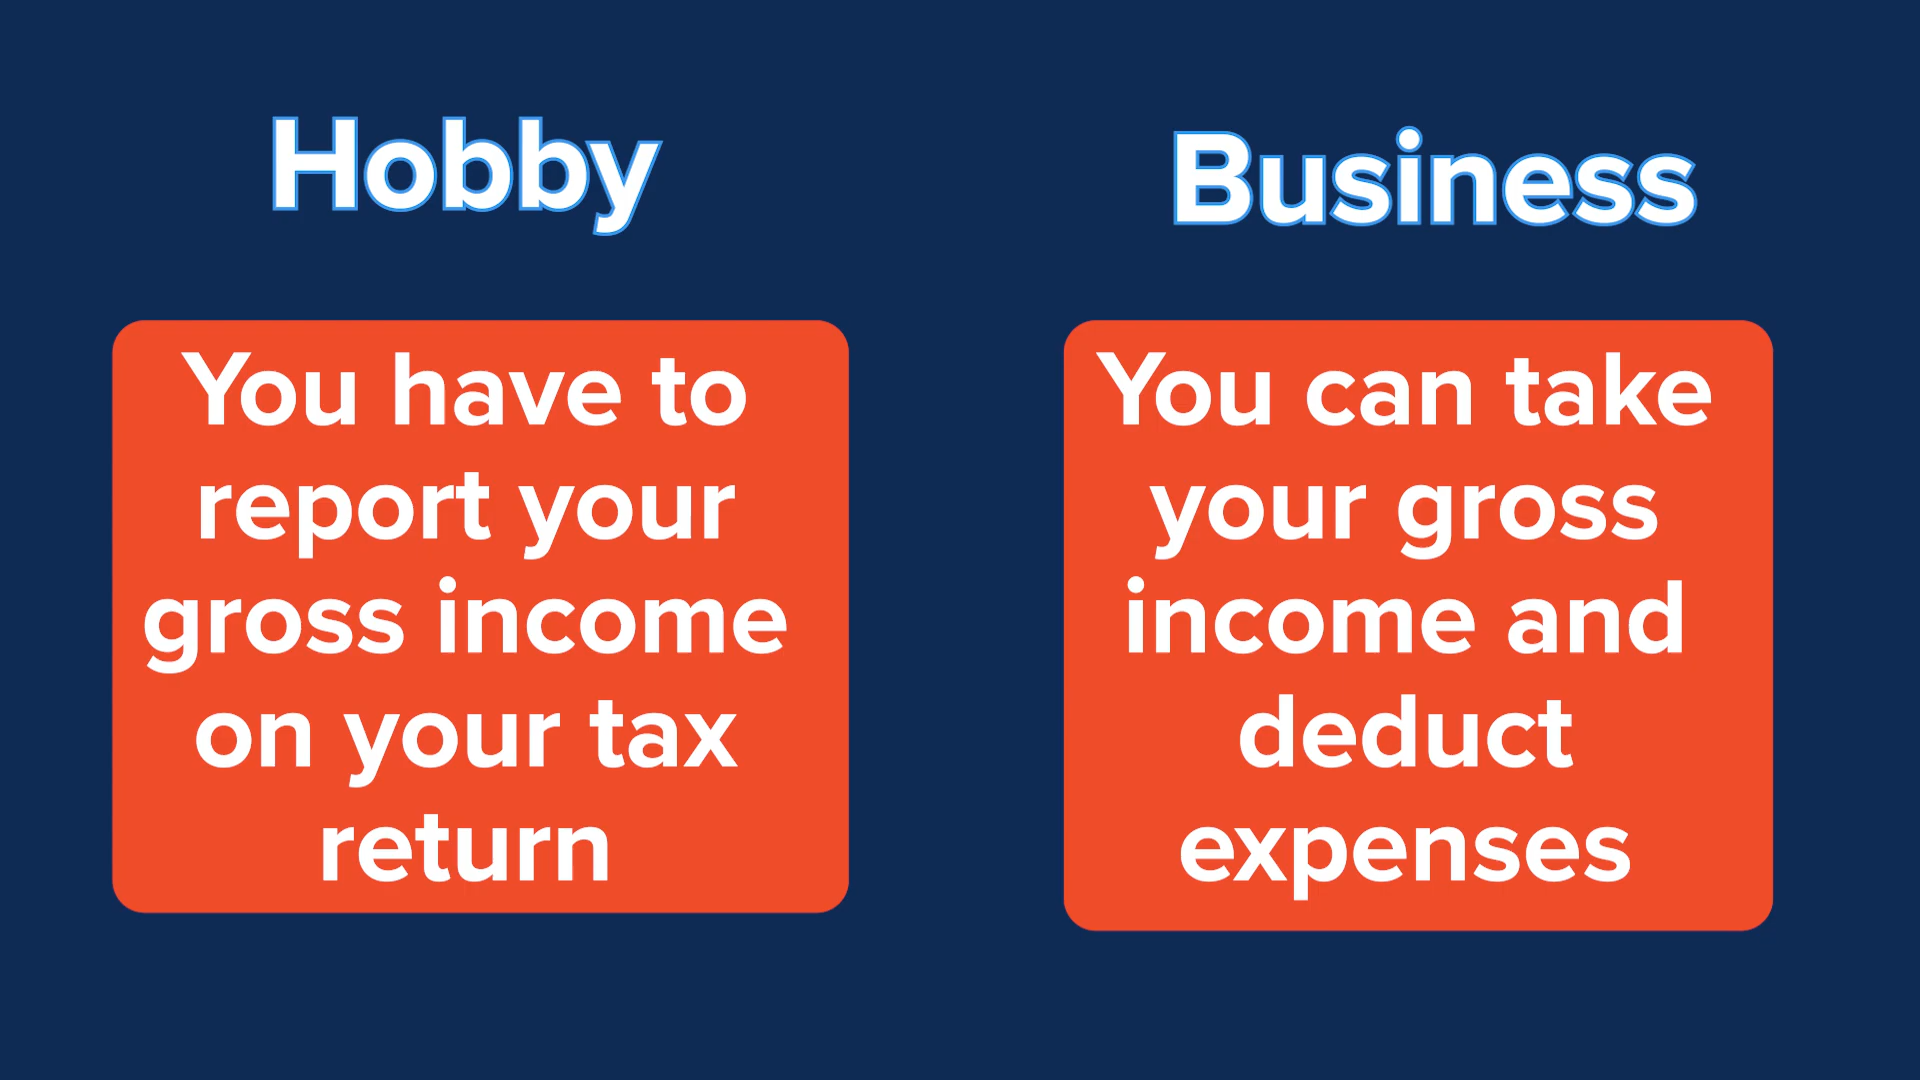 Hobby
You have to
report your
gross income
on your tax
return
Business
You can take
your gross
income and
deduct
expenses